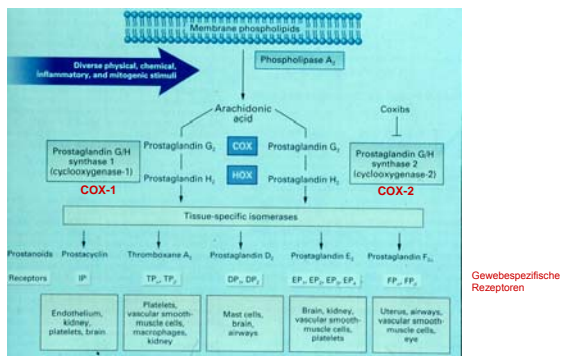 Membrane phospholipids
Diverse physical, chemical,
inflammatory, and mitogenic stimuli
Phospholipase A₂
Arachidonic
acid
Coxibs
Prostaglandin G/H
synthase 1
(cyclooxygenase-1)
COX-1
Prostaglandin G₂
COX
Prostaglandin G₂
Prostaglandin H₂
HOX
Prostaglandin H₂
Prostaglandin G/H
synthase 2
(cyclooxygenase-2)
COX-2
Tissue-specific isomerases
Prostanoids
Prostacyclin
Thromboxane A₂
Prostaglandin D₂
Prostaglandin E₂
Prostaglandin F₂α
Receptors
IP
TPα, TPβ
DP₁, DP₂
EP₁, EP₂, EP₃, EP₄
FPα, FPβ
Gewebespezifische
Rezeptoren
Endothelium,
kidney,
platelets, brain
Platelets,
vascular smooth-
muscle cells,
macrophages,
kidney
Mast cells,
brain,
airways
Brain, kidney,
vascular smooth-
muscle cells,
platelets
Uterus, airways,
vascular smooth-
muscle cells,
eye